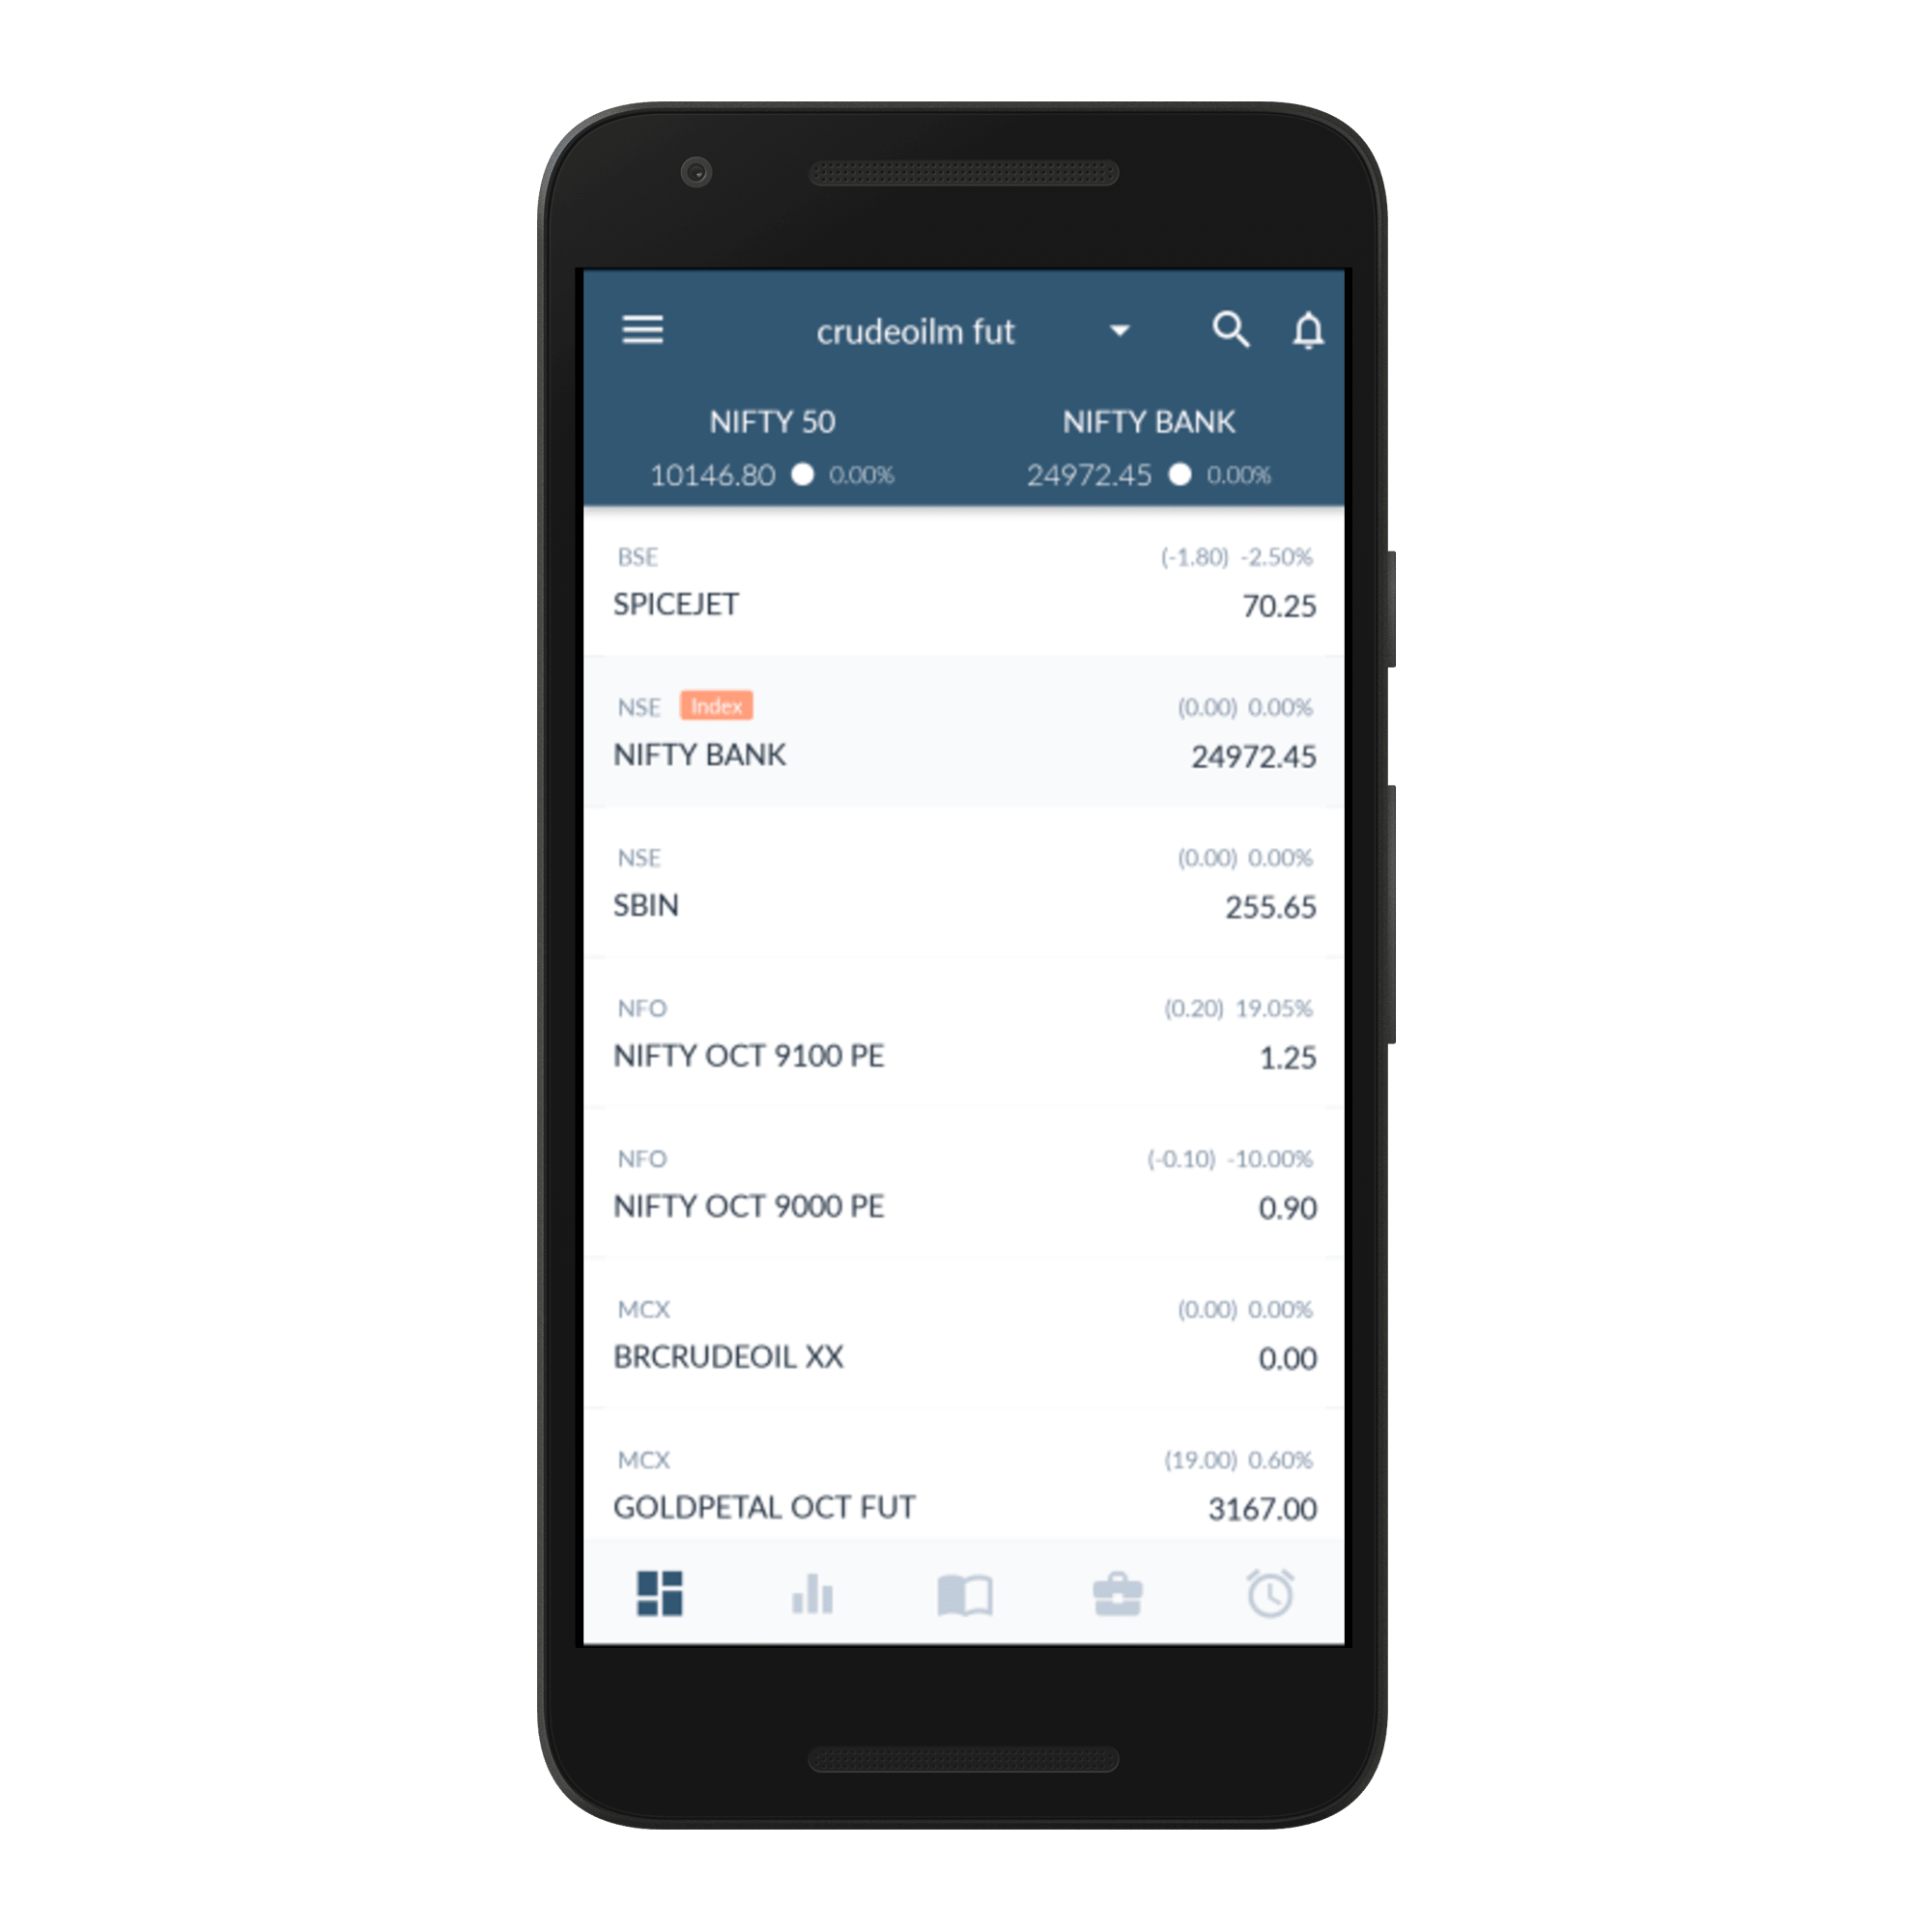 crudeoilm fut
NIFTY 50 NIFTY BANK
10146.80 0.00% 24972.45 0.00%
BSE (-1.80) -2.50%
SPICEJET 70.25
NSE Index (0.00) 0.00%
NIFTY BANK 24972.45
NSE (0.00) 0.00%
SBIN 255.65
NFO (0.20) 19.05%
NIFTY OCT 9100 PE 1.25
NFO (-0.10) -10.00%
NIFTY OCT 9000 PE 0.90
MCX (0.00) 0.00%
BRCRUDEOIL XX 0.00
MCX (19.00) 0.60%
GOLDPETAL OCT FUT 3167.00